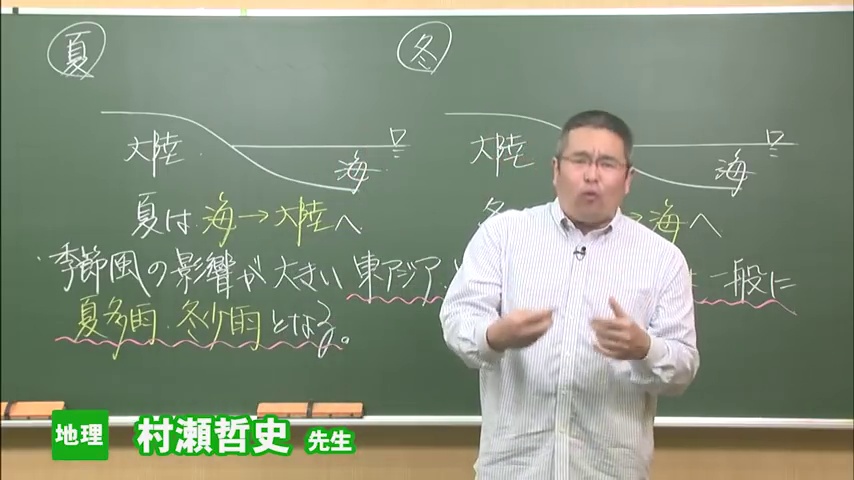 夏
冬
大陸
海
大陸
海
夏は 海→大陸へ
海へ
季節風の影響が大きい 東アジア
一般に
夏多雨・冬少雨となる。
地理 村瀬哲史 先生